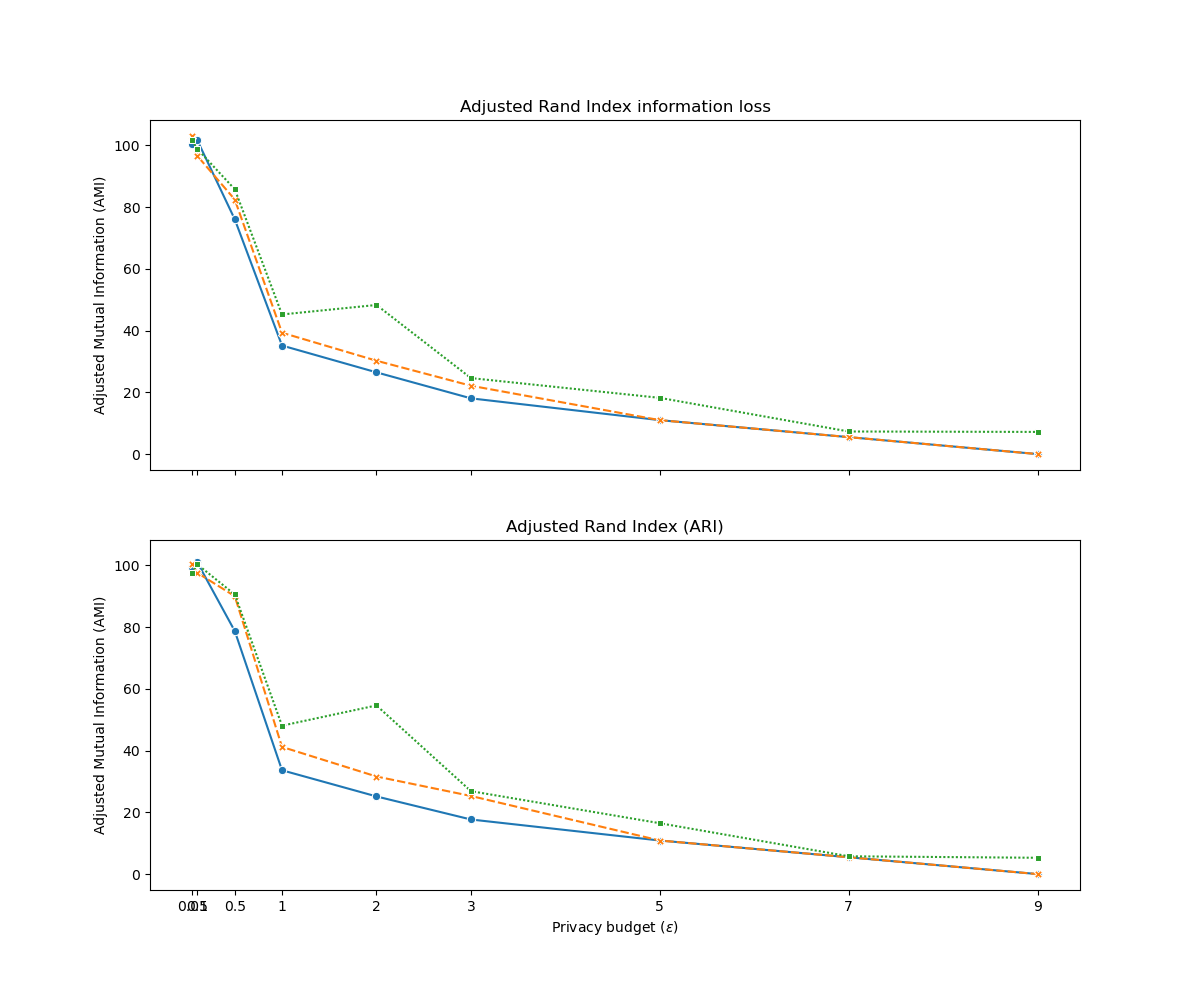 Adjusted Rand Index information loss
Adjusted Mutual Information (AMI)
100
80
60
40
20
0
Adjusted Rand Index (ARI)
Adjusted Mutual Information (AMI)
100
80
60
40
20
0
0.5 1 2 3 5 7 9
Privacy budget (ε)